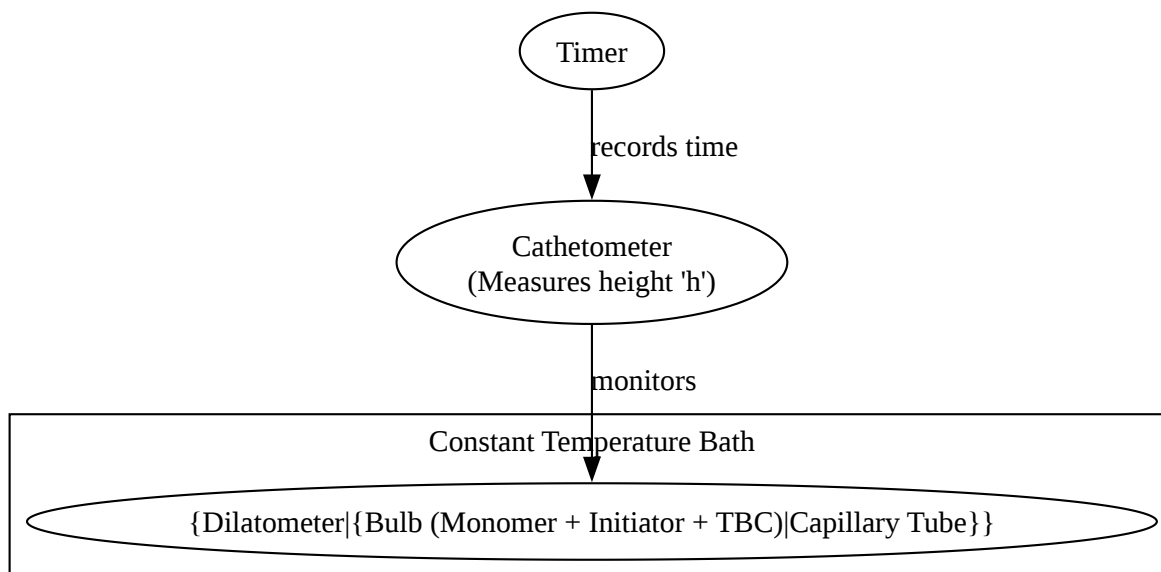 Timer
records time
Cathetometer
(Measures height 'h')
monitors
Constant Temperature Bath
{Dilatometer|{Bulb (Monomer + Initiator + TBC)|Capillary Tube}}